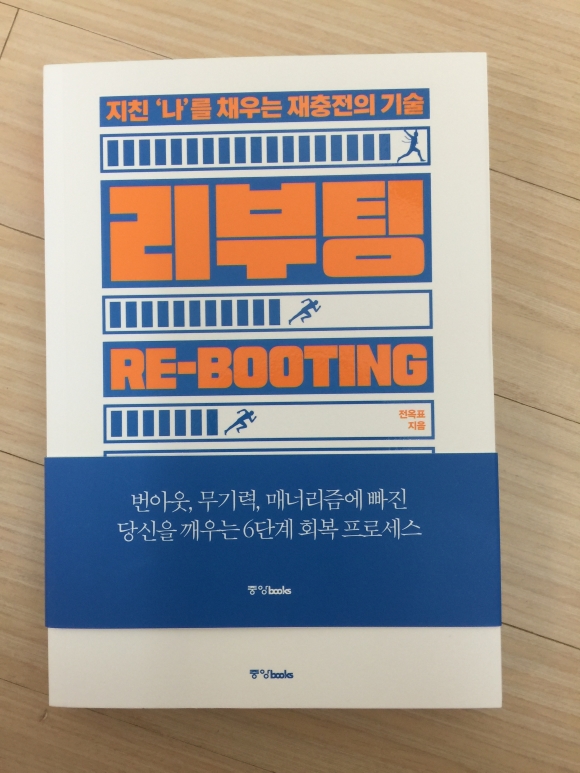 지친 '나'를 채우는 재충전의 기술
리부팅
RE-BOOTING
전옥표
지음
번아웃, 무기력, 매너리즘에 빠진
당신을 깨우는 6단계 회복 프로세스
중앙books
중앙books